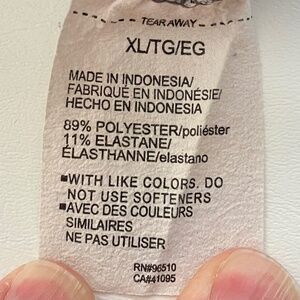 TEAR AWAY
XL/TG/EG
MADE IN INDONESIA/
FABRIQUÉ EN INDONÉSIE/
HECHO EN INDONESIA
89% POLYESTER/poliéster
11% ELASTANE/
ÉLASTHANNE/elastano
■WITH LIKE COLORS. DO
NOT USE SOFTENERS
■AVEC DES COULEURS
SIMILAIRES
NE PAS UTILISER
RN#96510
CA#41095